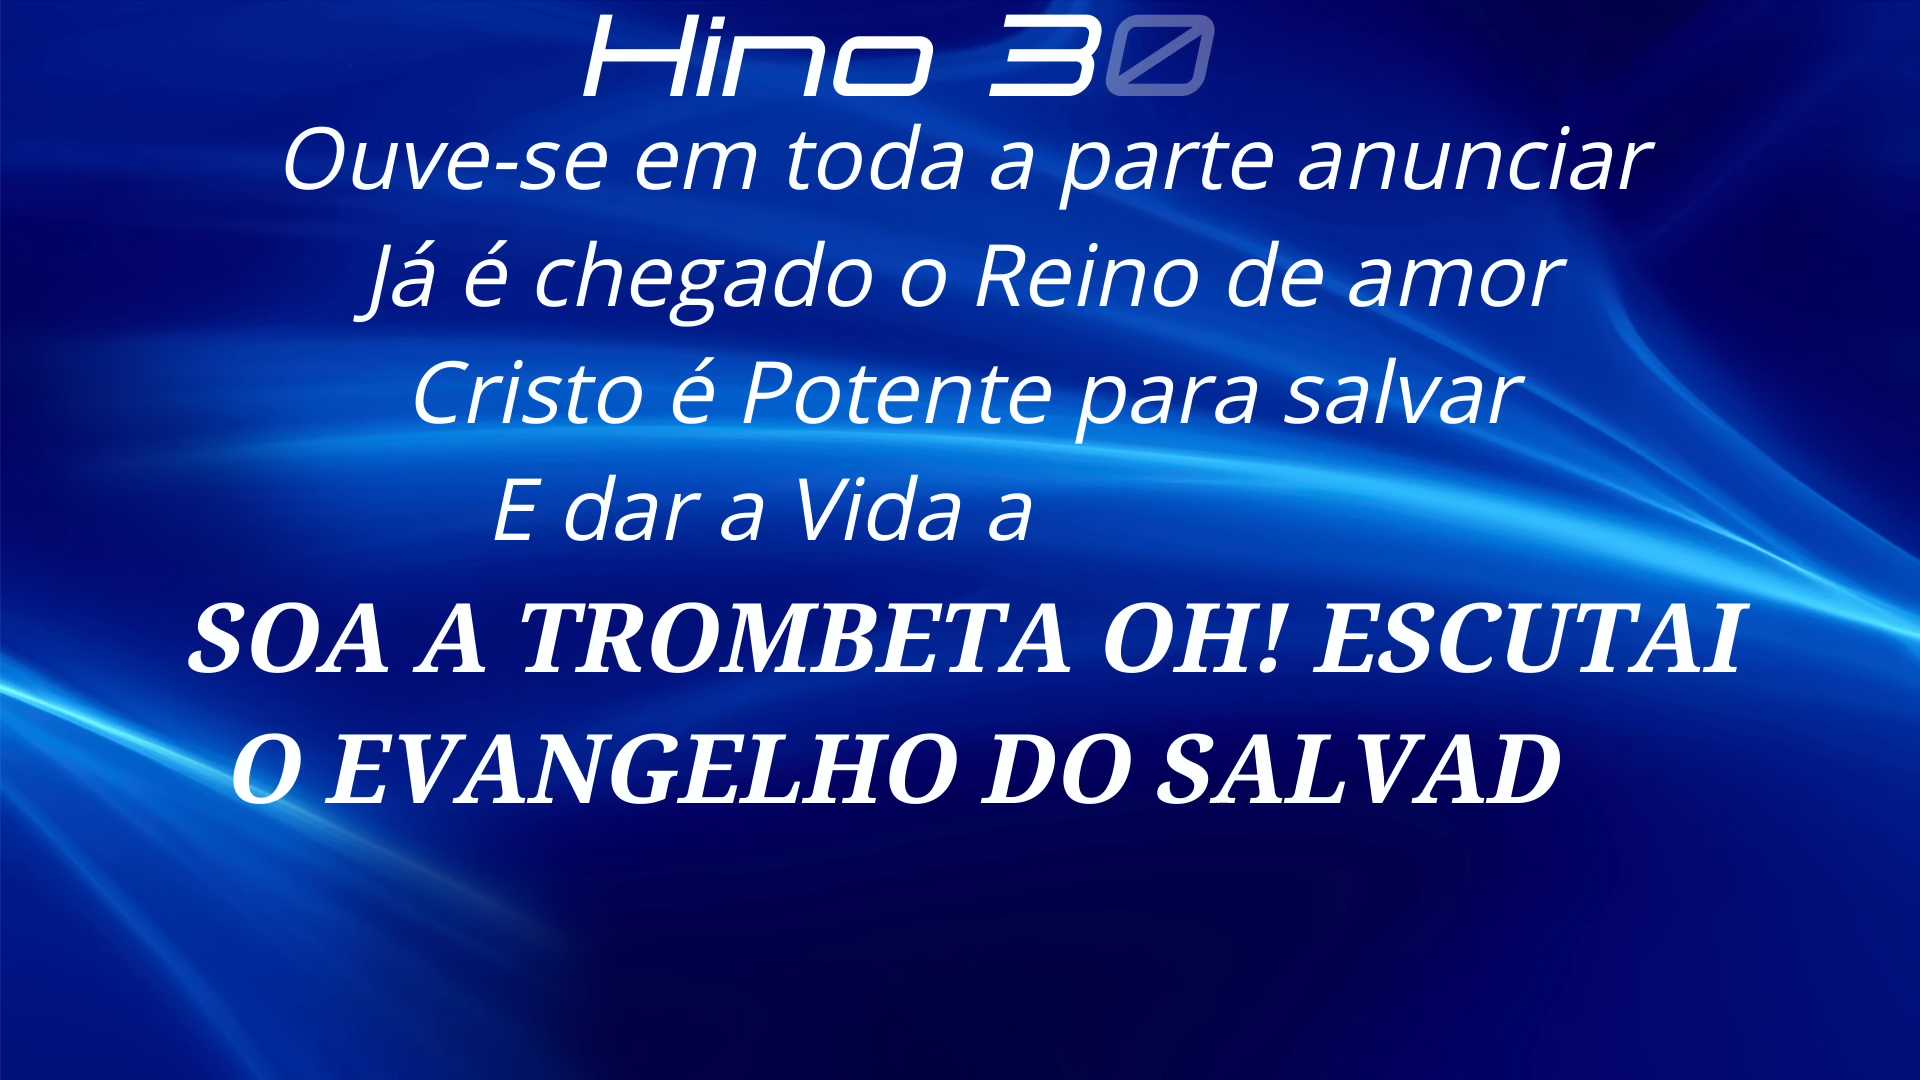 Hino 30
Ouve-se em toda a parte anunciar
Já é chegado o Reino de amor
Cristo é Potente para salvar
E dar a Vida a
SOA A TROMBETA OH! ESCUTAI
O EVANGELHO DO SALVAD